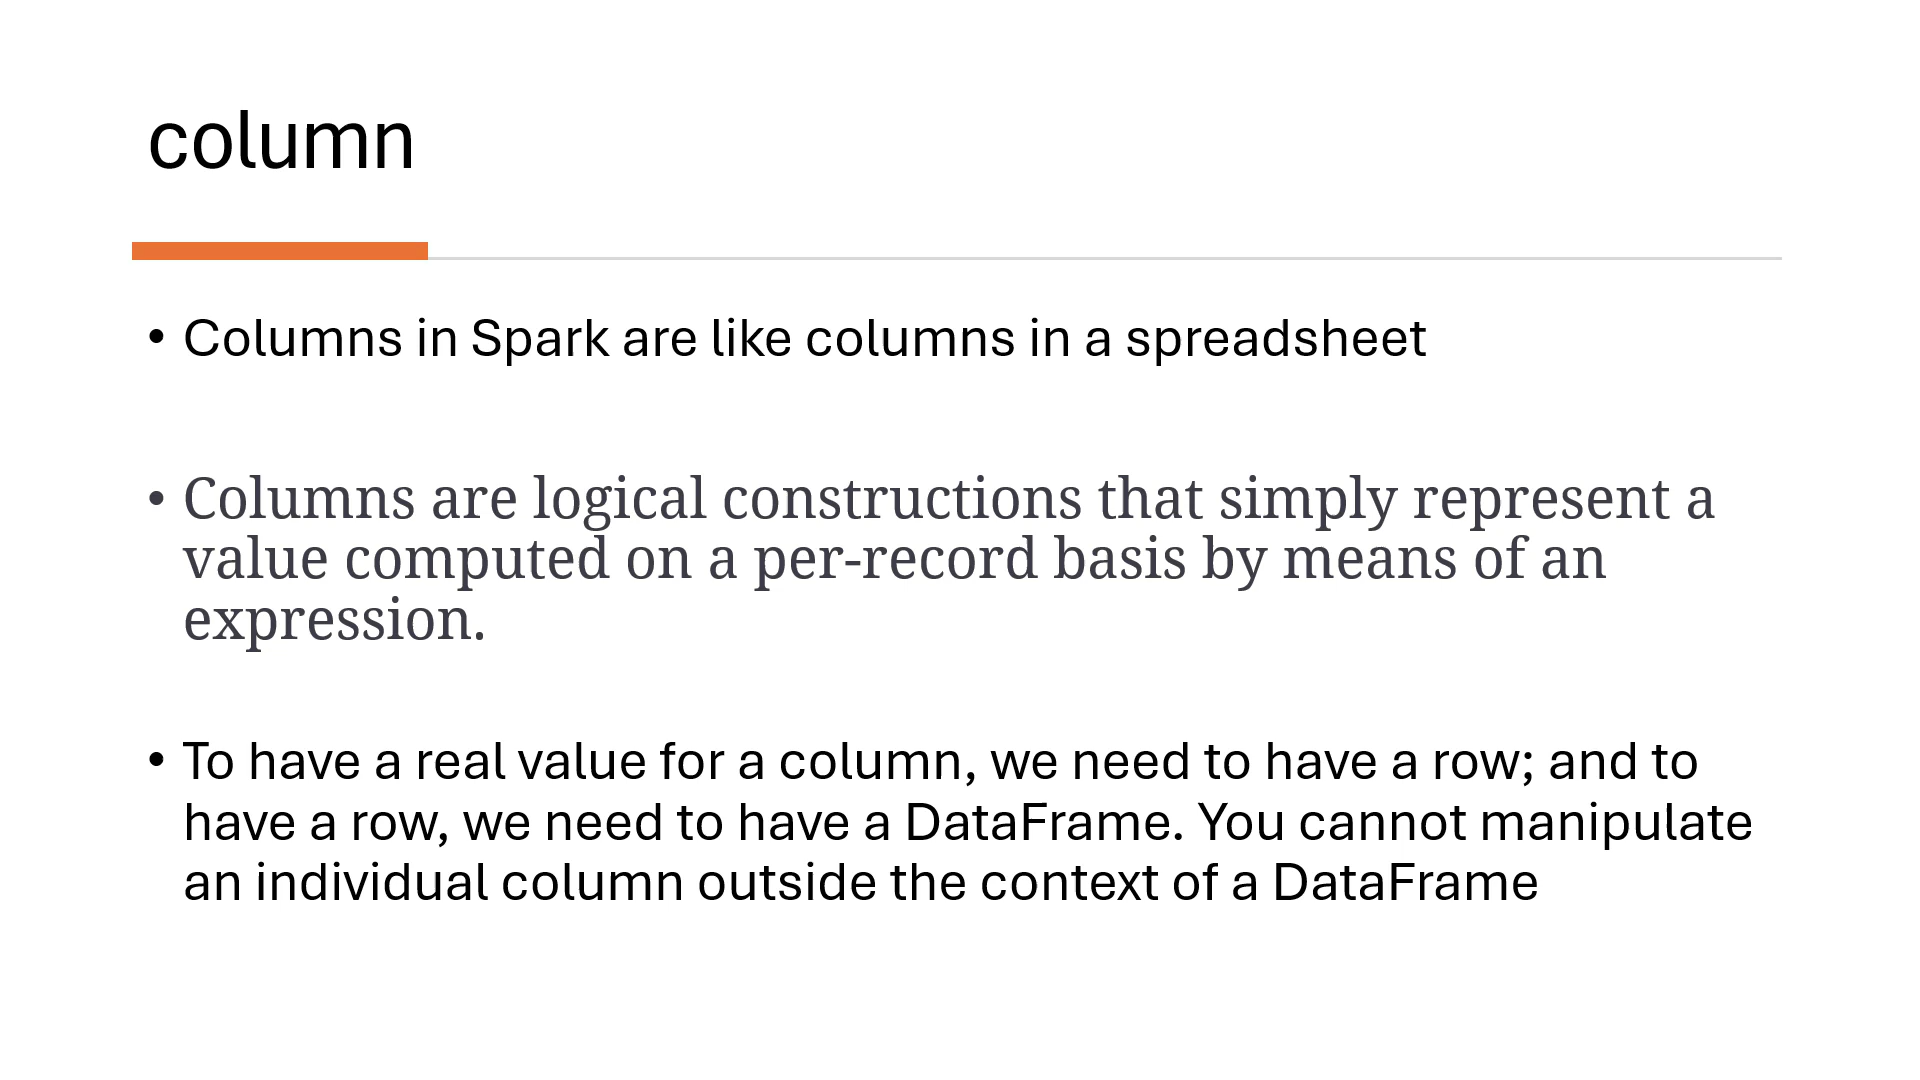 column
• Columns in Spark are like columns in a spreadsheet
• Columns are logical constructions that simply represent a
value computed on a per-record basis by means of an
expression.
• To have a real value for a column, we need to have a row; and to
have a row, we need to have a DataFrame. You cannot manipulate
an individual column outside the context of a DataFrame